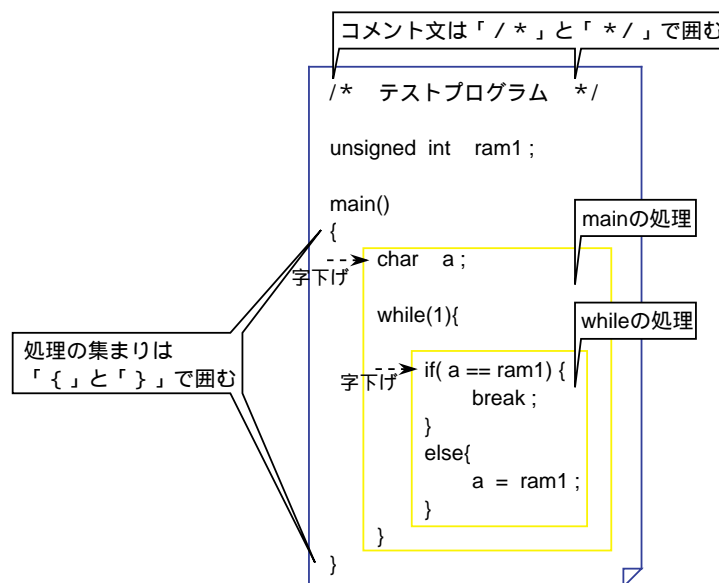 コメント文は「/*」と「*/」で囲む
/* テストプログラム */
unsigned int ram1 ;
main()
{
mainの処理
字下げ
char a ;
while(1){
whileの処理
処理の集まりは
「{」と「}」で囲む
字下げ
if( a == ram1) {
break ;
}
else{
a = ram1 ;
}
}
}